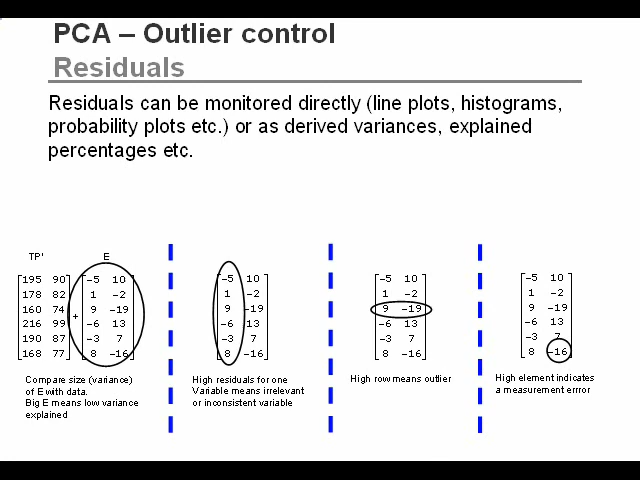 PCA – Outlier control
Residuals
Residuals can be monitored directly (line plots, histograms,
probability plots etc.) or as derived variances, explained
percentages etc.
TP' E
195 90 + -5 10
178 82 1 -2
160 74 9 -19
216 99 -6 13
190 87 -3 7
168 77 8 -16
Compare size (variance)
of E with data.
Big E means low variance
explained
-5 10
1 -2
9 -19
-6 13
-3 7
8 -16
High residuals for one
Variable means irrelevant
or inconsistent variable
-5 10
1 -2
9 -19
-6 13
-3 7
8 -16
High row means outlier
-5 10
1 -2
9 -19
-6 13
-3 7
8 -16
High element indicates
a measurement errror